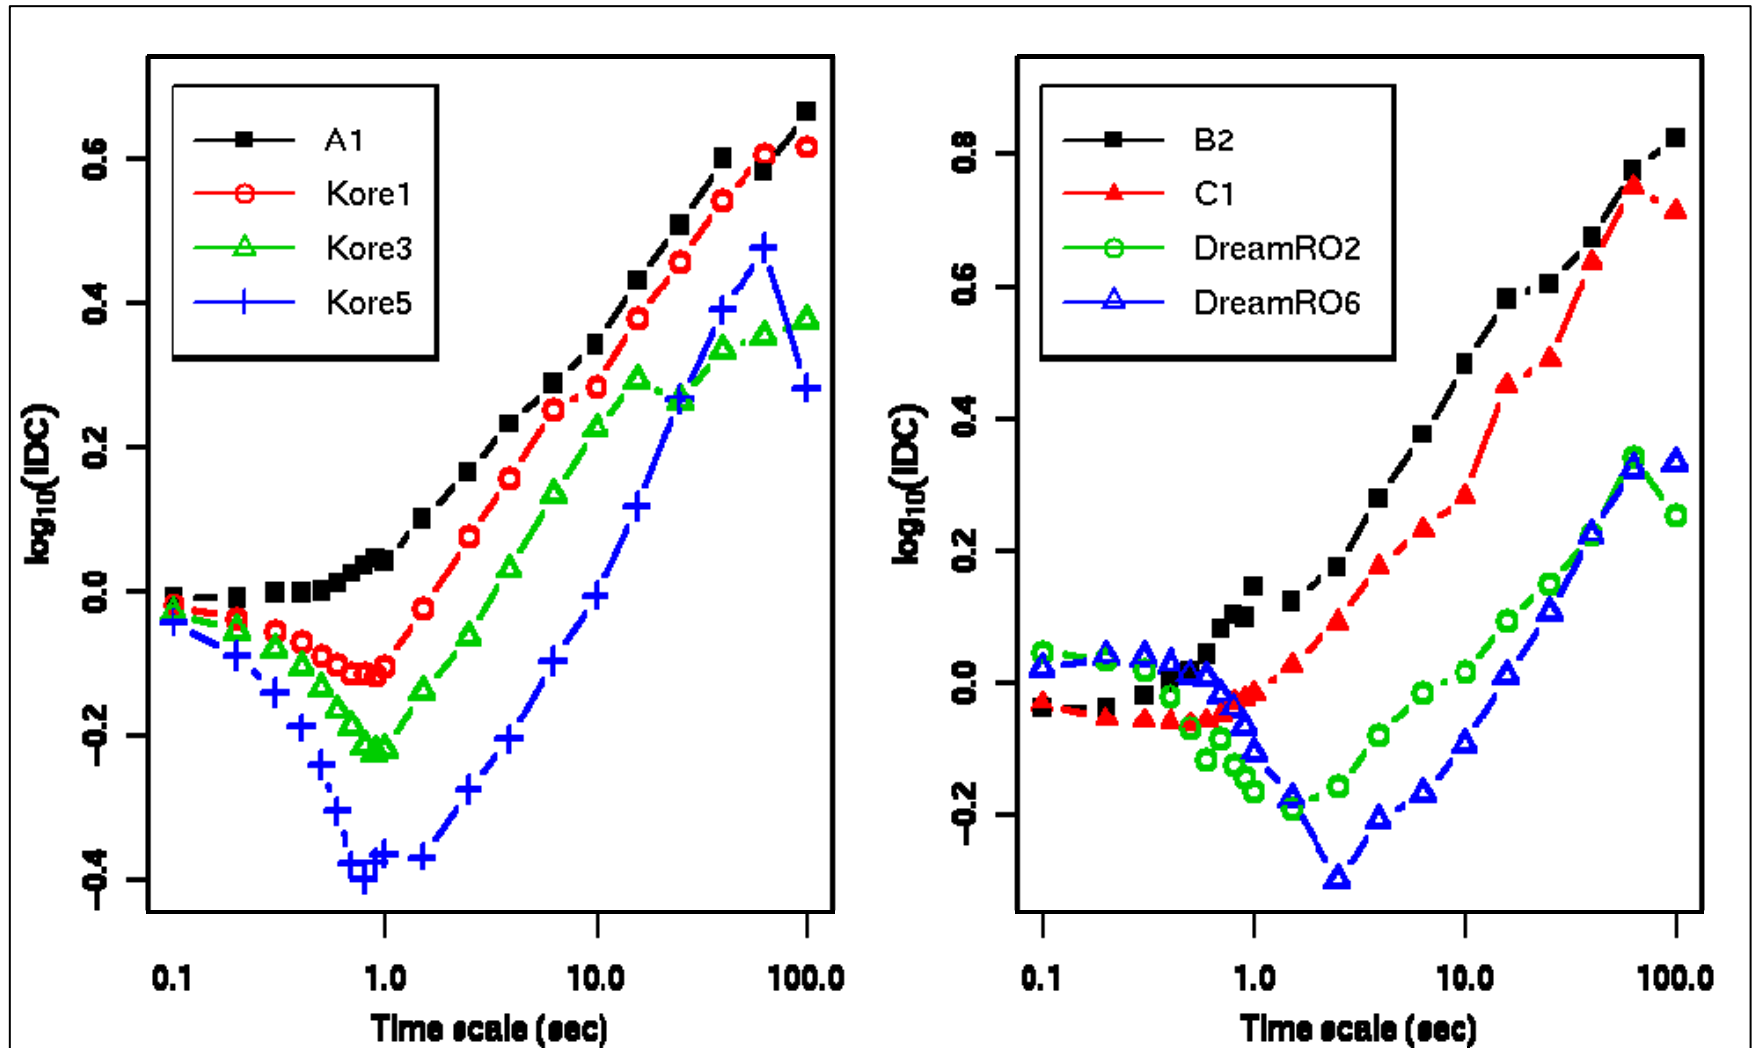 A1
Kore1
Kore3
Kore5
0.6
0.4
0.2
0.0
−0.2
−0.4
log10(IDC)
0.1 1.0 10.0 100.0
Time scale (sec)
B2
C1
DreamRO2
DreamRO6
0.8
0.6
0.4
0.2
0.0
−0.2
log10(IDC)
0.1 1.0 10.0 100.0
Time scale (sec)